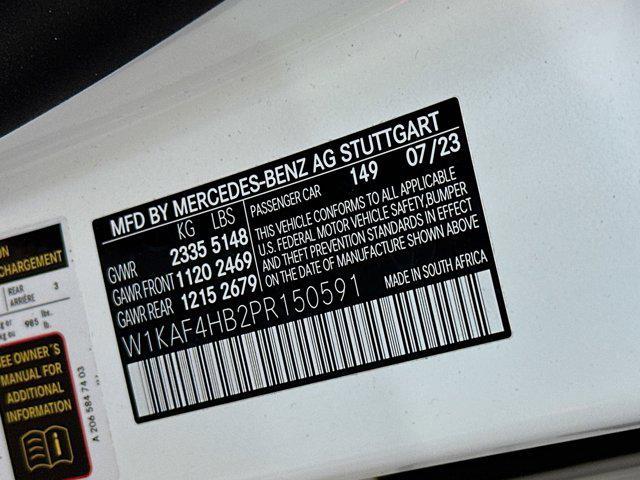 MFD BY MERCEDES-BENZ AG STUTTGART
KG LBS
GVWR 2335 5148
GAWR FRONT 1120 2469
GAWR REAR 1215 2679
PASSENGER CAR 149 07/23
THIS VEHICLE CONFORMS TO ALL APPLICABLE
U.S. FEDERAL MOTOR VEHICLE SAFETY, BUMPER
AND THEFT PREVENTION STANDARDS IN EFFECT
ON THE DATE OF MANUFACTURE SHOWN ABOVE
MADE IN SOUTH AFRICA
W1KAF4HB2PR150591
CHARGEMENT
REAR 3
ARRIÈRE
985 lbs.
lb.
OWNER'S
MANUAL FOR
ADDITIONAL
INFORMATION
A 206 584 74 03